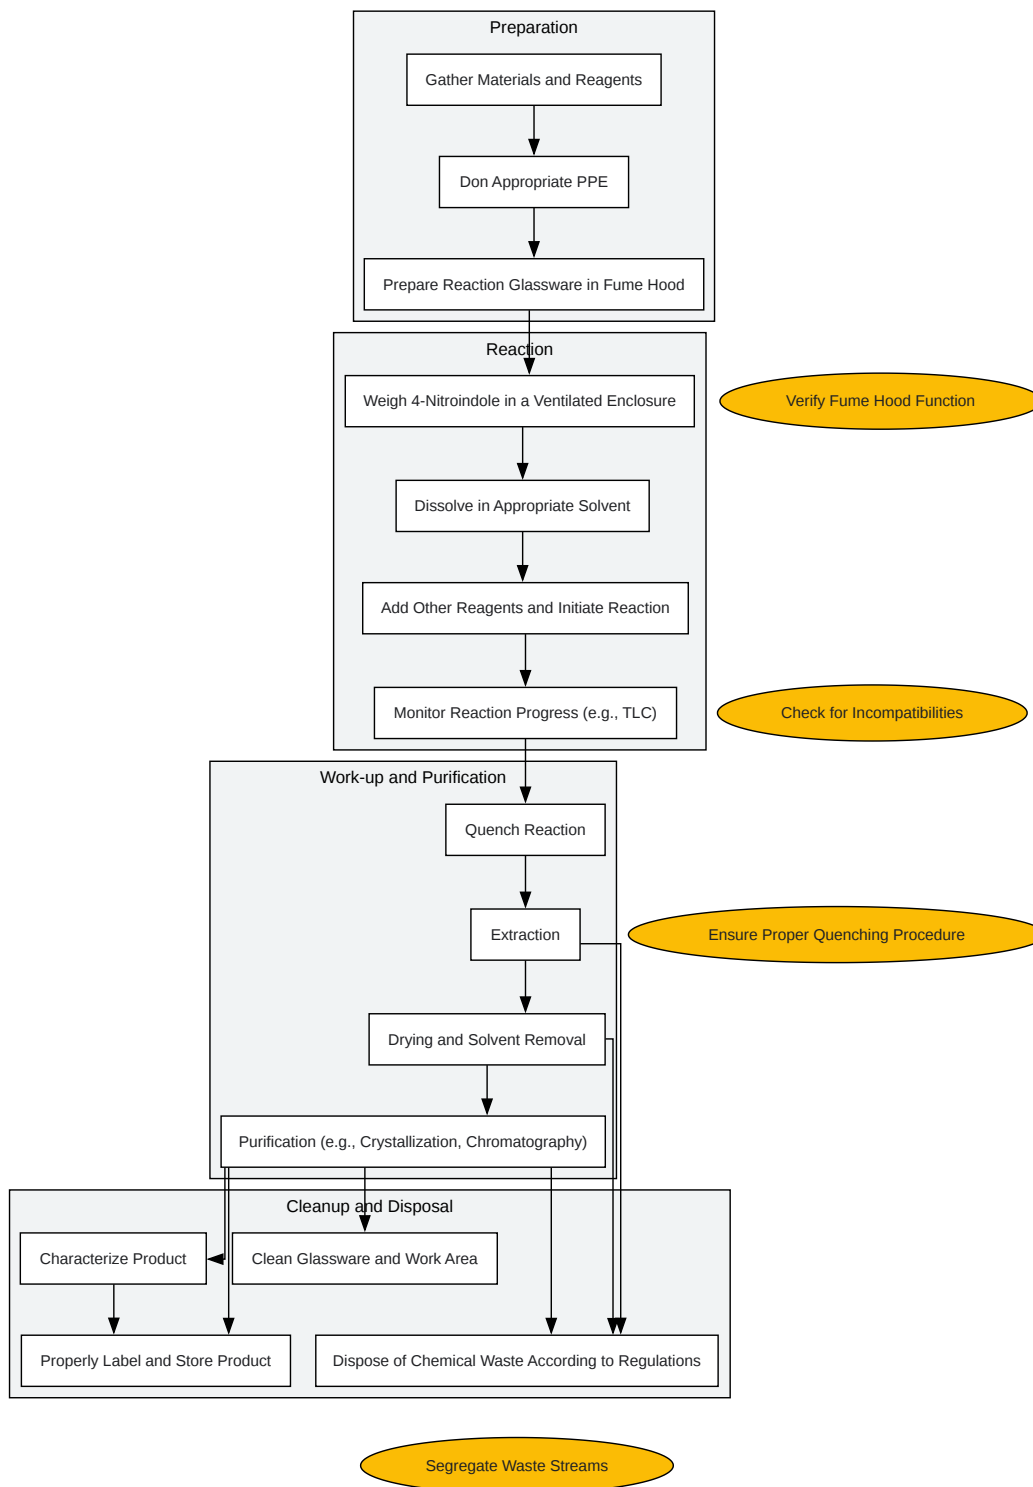 Preparation
Gather Materials and Reagents
Don Appropriate PPE
Prepare Reaction Glassware in Fume Hood
Reaction
Weigh 4-Nitroindole in a Ventilated Enclosure
Verify Fume Hood Function
Dissolve in Appropriate Solvent
Add Other Reagents and Initiate Reaction
Monitor Reaction Progress (e.g., TLC)
Check for Incompatibilities
Work-up and Purification
Quench Reaction
Extraction
Ensure Proper Quenching Procedure
Drying and Solvent Removal
Purification (e.g., Crystallization, Chromatography)
Cleanup and Disposal
Characterize Product
Clean Glassware and Work Area
Properly Label and Store Product
Dispose of Chemical Waste According to Regulations
Segregate Waste Streams